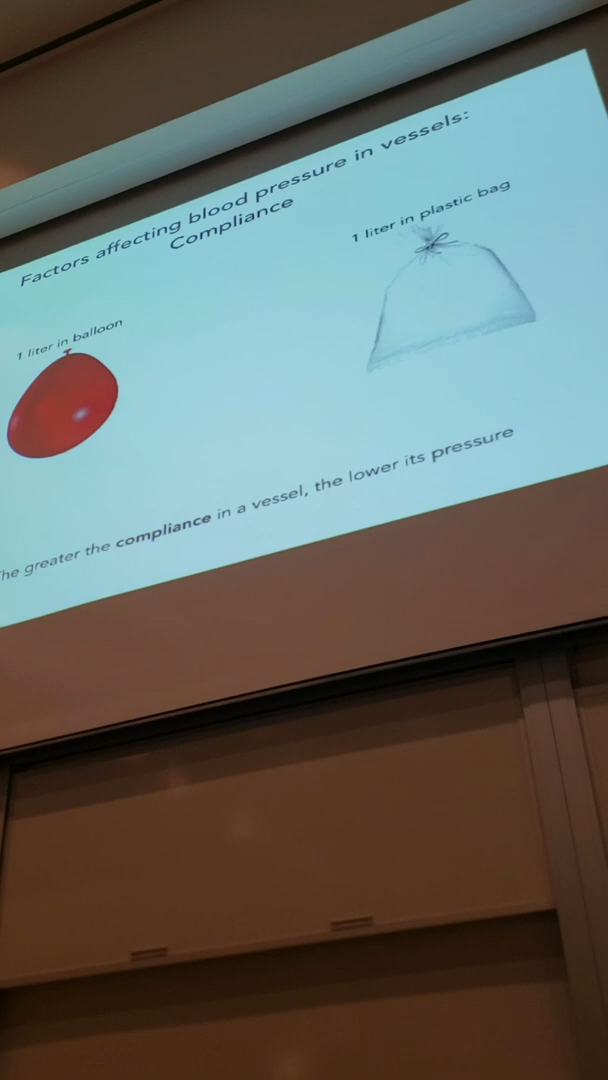 Factors affecting blood pressure in vessels:
Compliance
1 liter in balloon
1 liter in plastic bag
The greater the compliance in a vessel, the lower its pressure